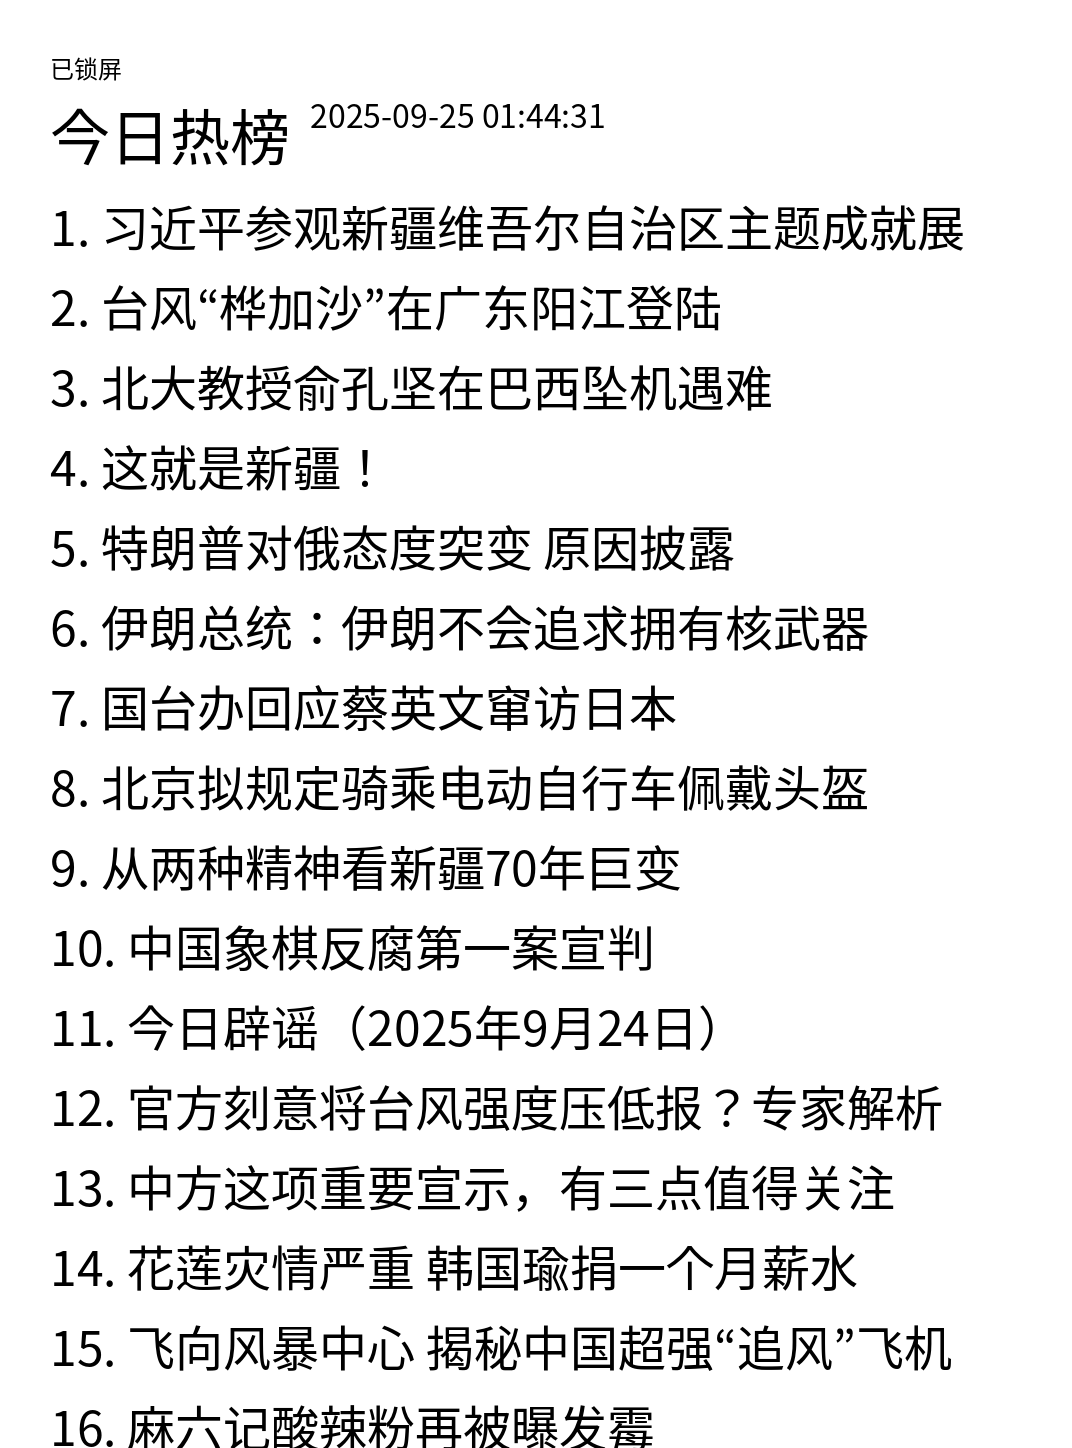 已锁屏
今日热榜 2025-09-25 01:44:31
1. 习近平参观新疆维吾尔自治区主题成就展
2. 台风“桦加沙”在广东阳江登陆
3. 北大教授俞孔坚在巴西坠机遇难
4. 这就是新疆！
5. 特朗普对俄态度突变 原因披露
6. 伊朗总统：伊朗不会追求拥有核武器
7. 国台办回应蔡英文窜访日本
8. 北京拟规定骑乘电动自行车佩戴头盔
9. 从两种精神看新疆70年巨变
10. 中国象棋反腐第一案宣判
11. 今日辟谣（2025年9月24日）
12. 官方刻意将台风强度压低报？专家解析
13. 中方这项重要宣示，有三点值得关注
14. 花莲灾情严重 韩国瑜捐一个月薪水
15. 飞向风暴中心 揭秘中国超强“追风”飞机
16. 麻六记酸辣粉再被曝发霉